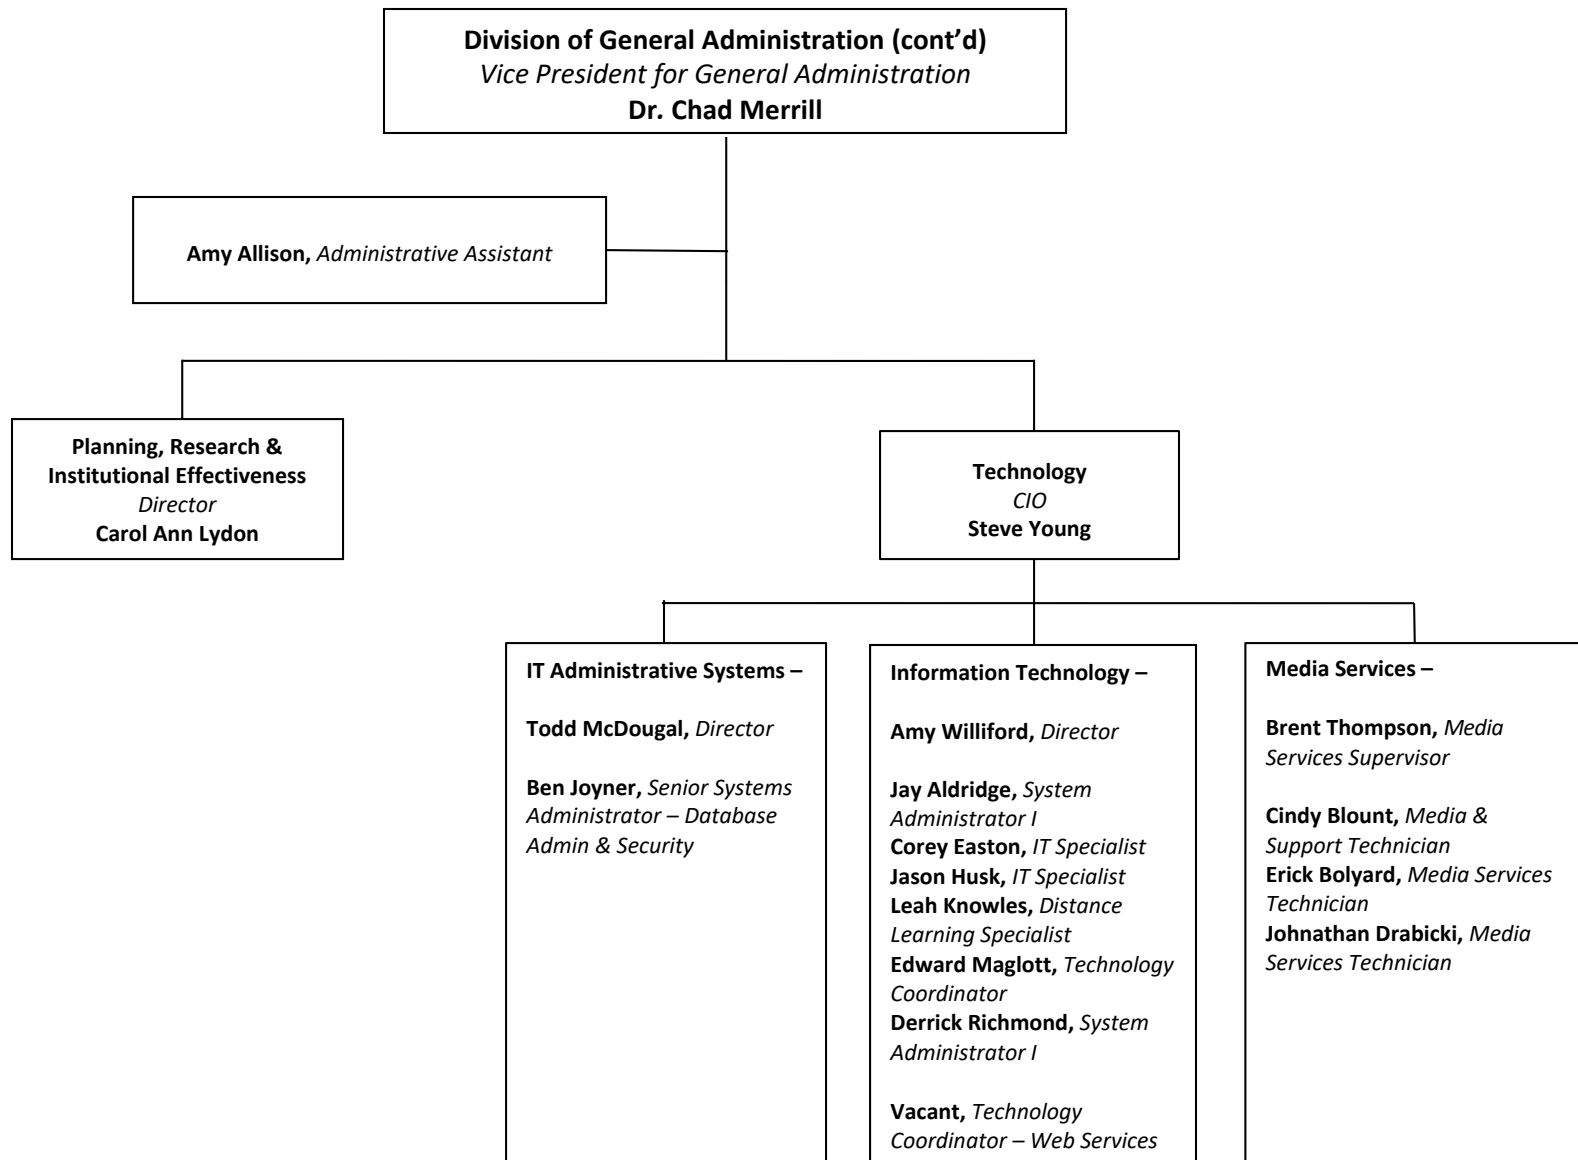 Division of General Administration (cont’d)
Vice President for General Administration
Dr. Chad Merrill
Amy Allison, Administrative Assistant
Planning, Research &
Institutional Effectiveness
Director
Carol Ann Lydon
Technology
CIO
Steve Young
IT Administrative Systems –
Todd McDougal, Director
Ben Joyner, Senior Systems
Administrator – Database
Admin & Security
Information Technology –
Amy Williford, Director
Jay Aldridge, System
Administrator I
Corey Easton, IT Specialist
Jason Husk, IT Specialist
Leah Knowles, Distance
Learning Specialist
Edward Maglott, Technology
Coordinator
Derrick Richmond, System
Administrator I
Vacant, Technology
Coordinator – Web Services
Media Services –
Brent Thompson, Media
Services Supervisor
Cindy Blount, Media &
Support Technician
Erick Bolyard, Media Services
Technician
Johnathan Drabicki, Media
Services Technician